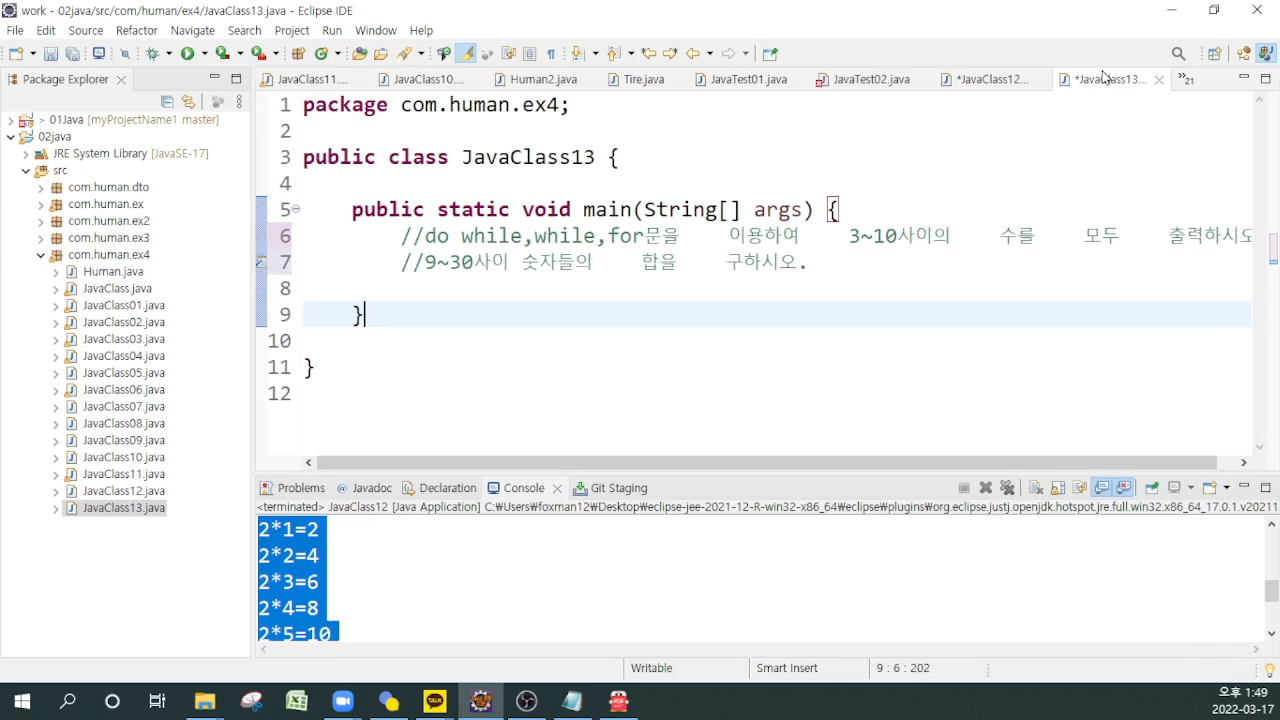 work - 02java/src/com/human/ex4/JavaClass13.java - Eclipse IDE
File Edit Source Refactor Navigate Search Project Run Window Help
Package Explorer
JavaClass11.... JavaClass10.... Human2.java Tire.java JavaTest01.java JavaTest02.java *JavaClass12... *JavaClass13... »21
> 01Java [myProjectName1 master]
02java
JRE System Library [JavaSE-17]
src
com.human.dto
com.human.ex
com.human.ex2
com.human.ex3
com.human.ex4
Human.java
JavaClass.java
JavaClass01.java
JavaClass02.java
JavaClass03.java
JavaClass04.java
JavaClass05.java
JavaClass06.java
JavaClass07.java
JavaClass08.java
JavaClass09.java
JavaClass10.java
JavaClass11.java
JavaClass12.java
JavaClass13.java
1 package com.human.ex4;
2
3 public class JavaClass13 {
4
5 public static void main(String[] args) {
6 //do while,while,for문을 이용하여 3~10사이의 수를 모두 출력하시오
7 //9~30사이 숫자들의 합을 구하시오.
8
9 }
10
11 }
12
Problems Javadoc Declaration Console Git Staging
<terminated> JavaClass12 [Java Application] C:₩Users₩foxman12₩Desktop₩eclipse-jee-2021-12-R-win32-x86_64₩eclipse₩plugins₩org.eclipse.justj.openjdk.hotspot.jre.full.win32.x86_64_17.0.1.v20211
2*1=2
2*2=4
2*3=6
2*4=8
2*5=10
Writable Smart Insert 9 : 6 : 202
TALK
PDF
오후 1:49
2022-03-17